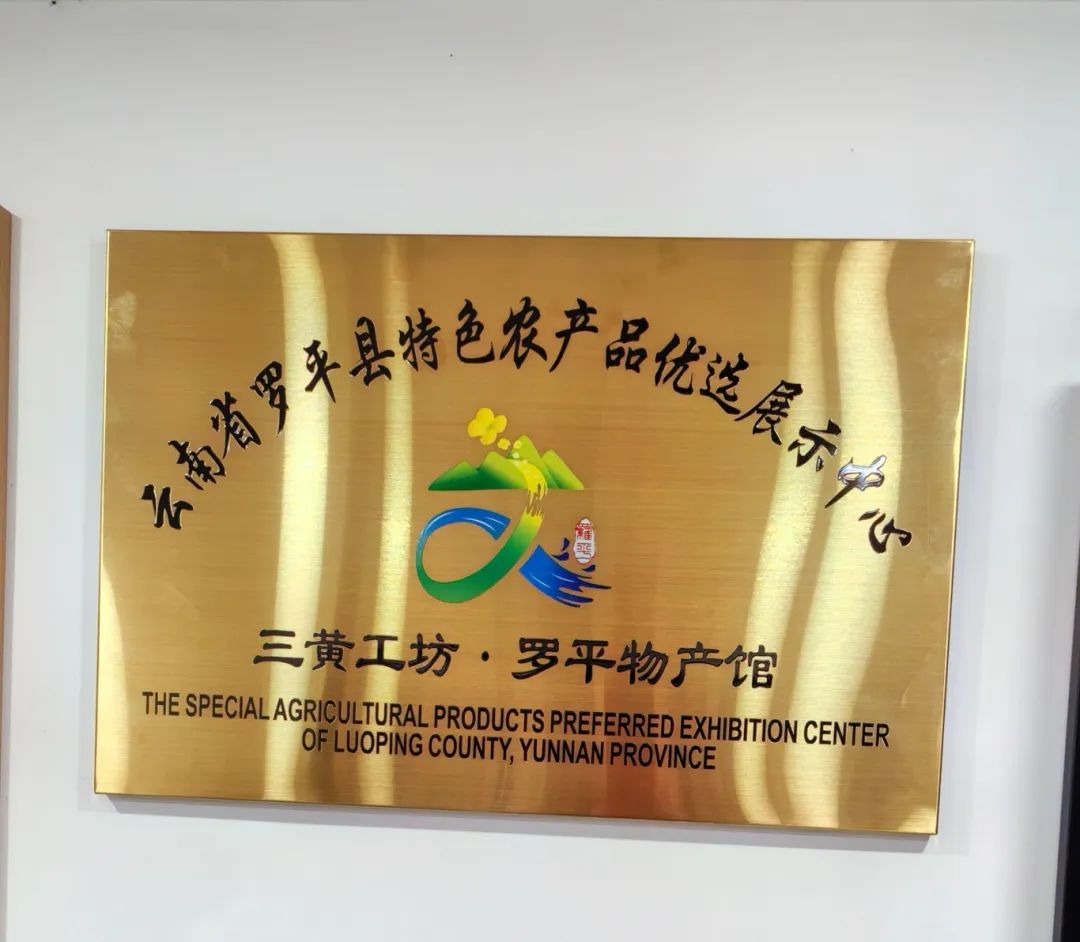 云南省罗平县特色农产品优选展示中心
羅平
三黄工坊·罗平物产馆
THE SPECIAL AGRICULTURAL PRODUCTS PREFERRED EXHIBITION CENTER
OF LUOPING COUNTY, YUNNAN PROVINCE